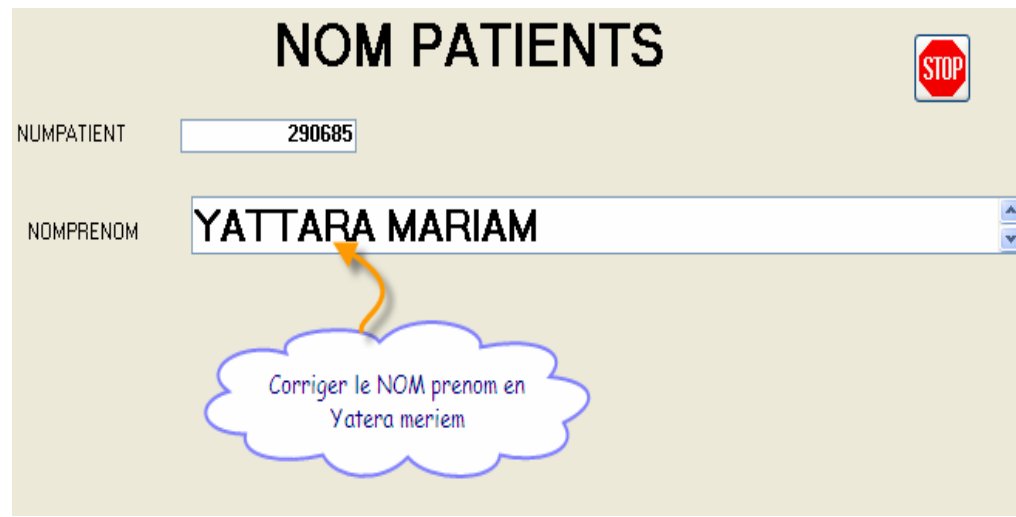 NOM PATIENTS
STOP
NUMPATIENT 290685
NOMPRENOM YATTARA MARIAM
Corriger le NOM prenom en
Yatera meriem